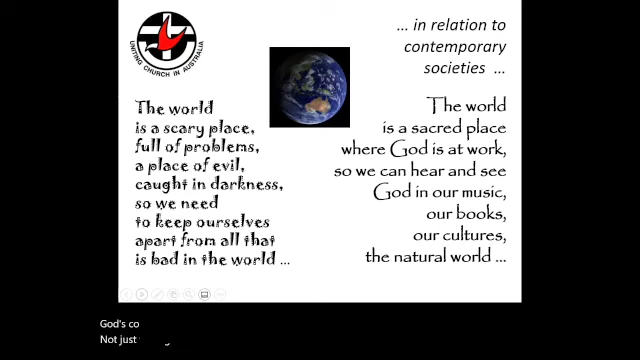 UNITING CHURCH IN AUSTRALIA
… in relation to
contemporary
societies …
The world
is a scary place,
full of problems,
a place of evil,
caught in darkness,
so we need
to keep ourselves
apart from all that
is bad in the world …
The world
is a sacred place
where God is at work,
so we can hear and see
God in our music,
our books,
our cultures,
the natural world …
God's
Not just